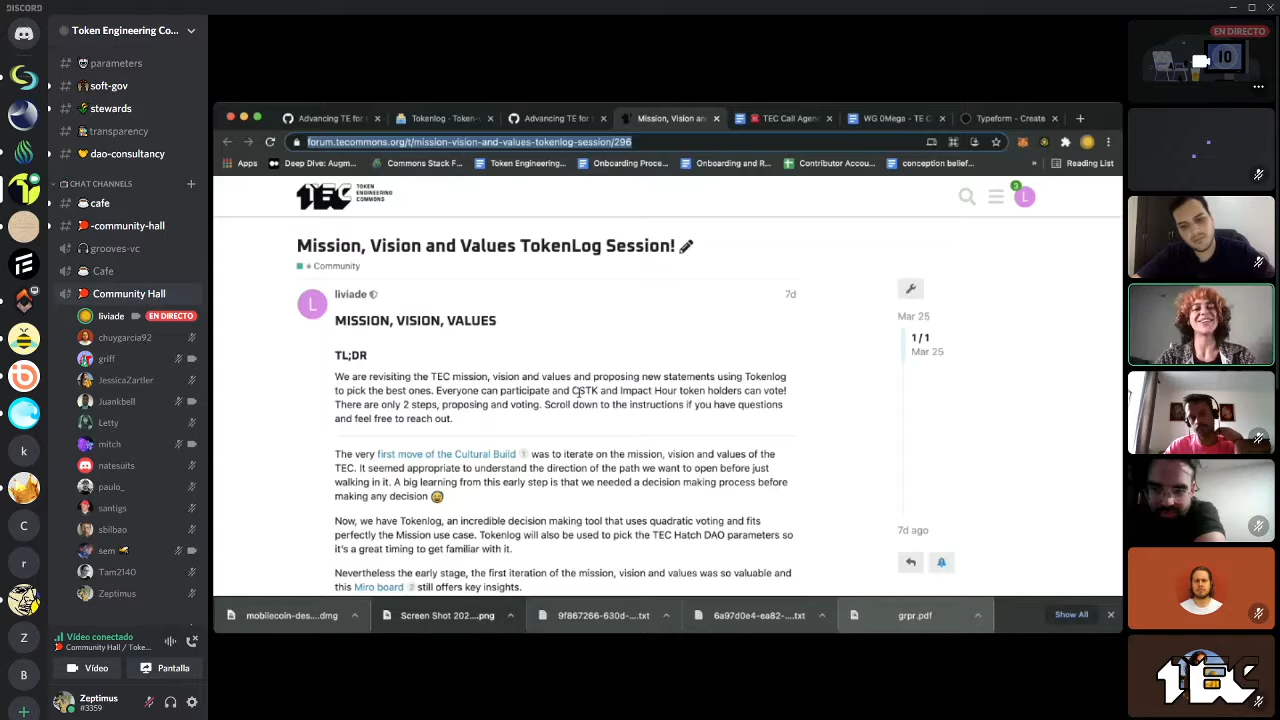 DISCORD
Token Engineering Co...
parameters
soft-gov
stewards
transparency
dao-consultancy
CHAT CHANNELS
cafe
-community-hall
grooves-vc
Cafe
Community Hall
liviade
EN DIRECTO
chuygarcia92
griff
JessicaZartler
Juankbell
Letty
mitch
natesuits
paulo_
santigs
sbilbao
sem
sem
Tam2140
Zeptimus
Vídeo conectado
Community Hall / Toke...
Vídeo
Pantalla
Zeptimus
#3359
C
Z
B
Advancing TE for
Tokenlog - Token-
Advancing TE for s
Mission, Vision an
TEC Call Agen
WG 0Mega - TE C
Typeform - Create
forum.tecommons.org/t/mission-vision-and-values-tokenlog-session/296
Apps
Deep Dive: Augm...
Commons Stack F...
Token Engineering...
Onboarding Proce...
Onboarding and R...
Contributor Accou...
conception belief...
»
Reading List
TEC TOKEN
ENGINEERING
COMMONS
3
L
Mission, Vision and Values TokenLog Session!
Community
L
liviade
7d
MISSION, VISION, VALUES
TL;DR
We are revisiting the TEC mission, vision and values and proposing new statements using Tokenlog
to pick the best ones. Everyone can participate and CSTK and Impact Hour token holders can vote!
There are only 2 steps, proposing and voting. Scroll down to the instructions if you have questions
and feel free to reach out.
The very first move of the Cultural Build 1 was to iterate on the mission, vision and values of the
TEC. It seemed appropriate to understand the direction of the path we want to open before just
walking in it. A big learning from this early step is that we needed a decision making process before
making any decision
Now, we have Tokenlog, an incredible decision making tool that uses quadratic voting and fits
perfectly the Mission use case. Tokenlog will also be used to pick the TEC Hatch DAO parameters so
it's a great timing to get familiar with it.
Nevertheless the early stage, the first iteration of the mission, vision and values was so valuable and
this Miro board 2 still offers key insights.
Mar 25
1 / 1
Mar 25
7d ago
mobilecoin-des....dmg
Screen Shot 202....png
9f867266-630d-....txt
6a97d0e4-ea82-....txt
grpr.pdf
Show All
EN DIRECTO
10
TEC